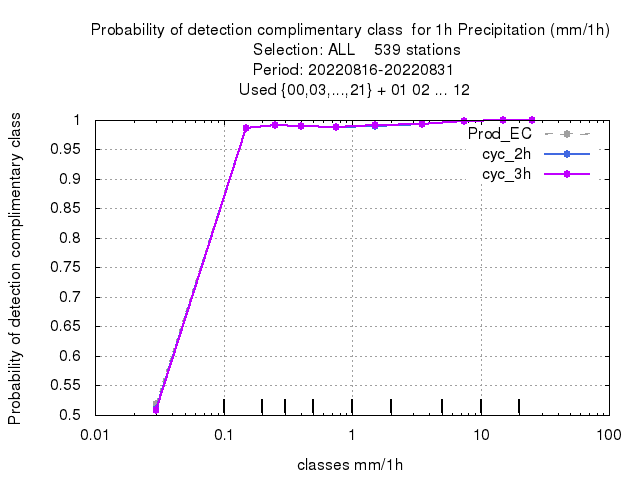 Probability of detection complimentary class  for 1h Precipitation (mm/1h)
Selection: ALL    539 stations
Period: 20220816-20220831
Used {00,03,...,21} + 01 02 ... 12
Probability of detection complimentary class
1
0.95
0.9
0.85
0.8
0.75
0.7
0.65
0.6
0.55
0.5
Prod_EC
cyc_2h
cyc_3h
0.01
0.1
1
10
100
classes mm/1h